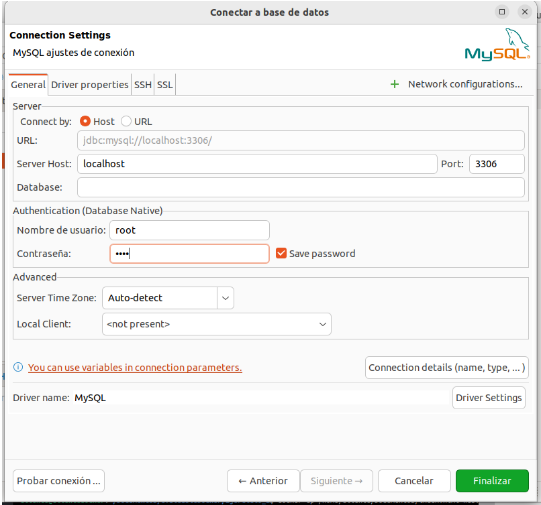 Conectar a base de datos
Connection Settings
MySQL ajustes de conexión
MySQL
General Driver properties SSH SSL + Network configurations...
Server
Connect by: Host URL
URL: jdbc:mysql://localhost:3306/
Server Host: localhost Port: 3306
Database:
Authentication (Database Native)
Nombre de usuario: root
Contraseña: •••• Save password
Advanced
Server Time Zone: Auto-detect
Local Client: <not present>
You can use variables in connection parameters. Connection details (name, type, ... )
Driver name: MySQL Driver Settings
Probar conexión ... ← Anterior Siguiente → Cancelar Finalizar